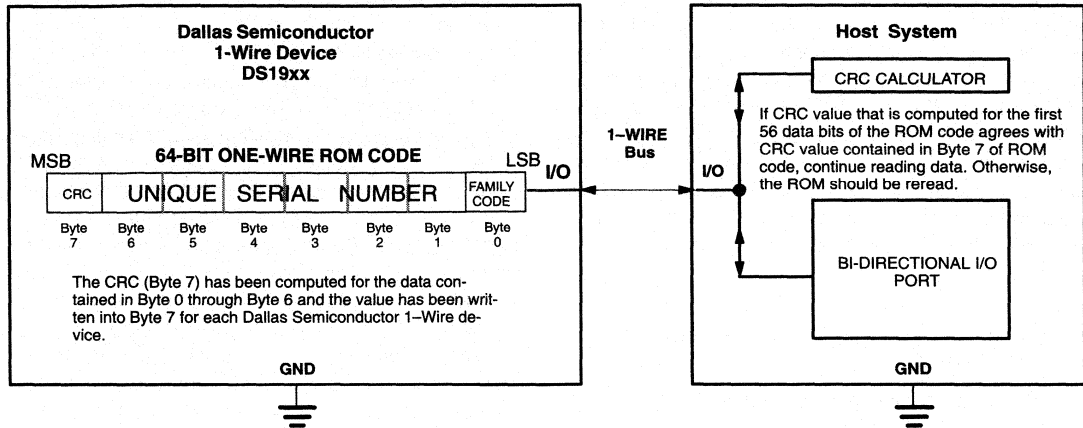 Dallas Semiconductor
1-Wire Device
DS19xx
MSB
64-BIT ONE-WIRE ROM CODE
LSB
I/O
CRC
UNIQUE SERIAL NUMBER
FAMILY
CODE
Byte
7
Byte
6
Byte
5
Byte
4
Byte
3
Byte
2
Byte
1
Byte
0
The CRC (Byte 7) has been computed for the data con-
tained in Byte 0 through Byte 6 and the value has been writ-
ten into Byte 7 for each Dallas Semiconductor 1–Wire de-
vice.
GND
1–WIRE
Bus
Host System
CRC CALCULATOR
If CRC value that is computed for the first
56 data bits of the ROM code agrees with
CRC value contained in Byte 7 of ROM
code, continue reading data. Otherwise,
the ROM should be reread.
I/O
BI-DIRECTIONAL I/O
PORT
GND